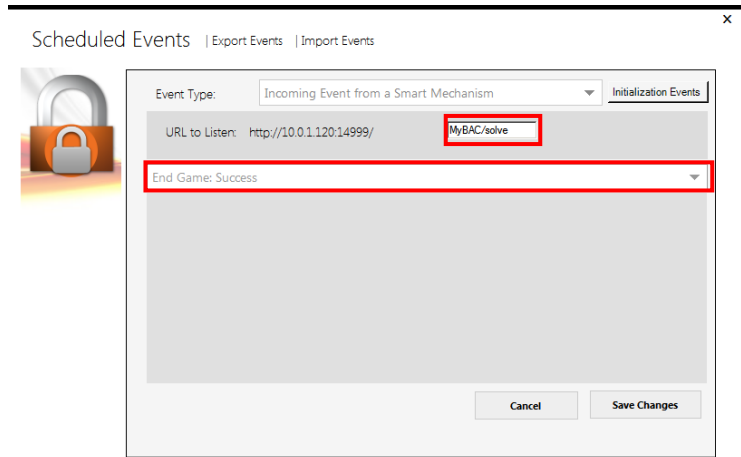 x
Scheduled Events | Export Events | Import Events
Event Type: Incoming Event from a Smart Mechanism Initialization Events
URL to Listen: http://10.0.1.120:14999/ MyBAC/solve
End Game: Success
Cancel Save Changes